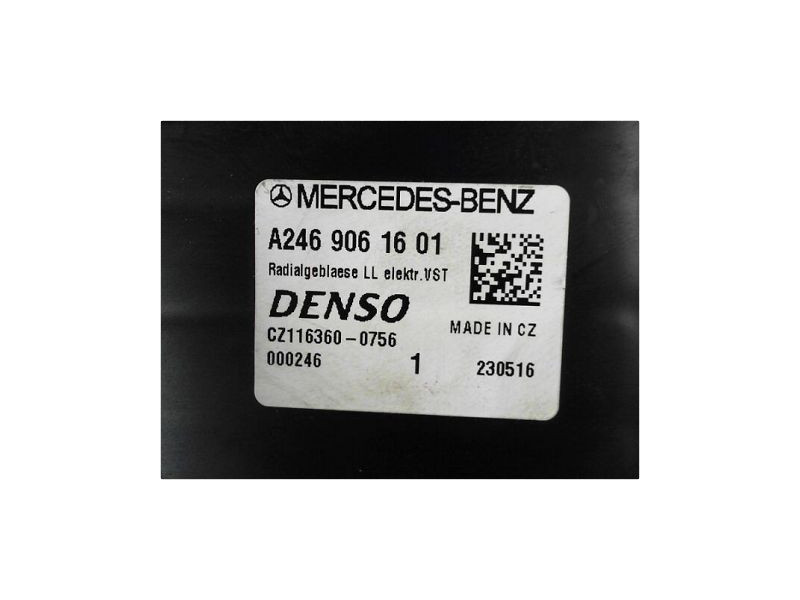 MERCEDES-BENZ
A246 906 16 01
Radialgeblaese LL elektr.VST
DENSO
MADE IN CZ
CZ116360-0756
000246 1 230516